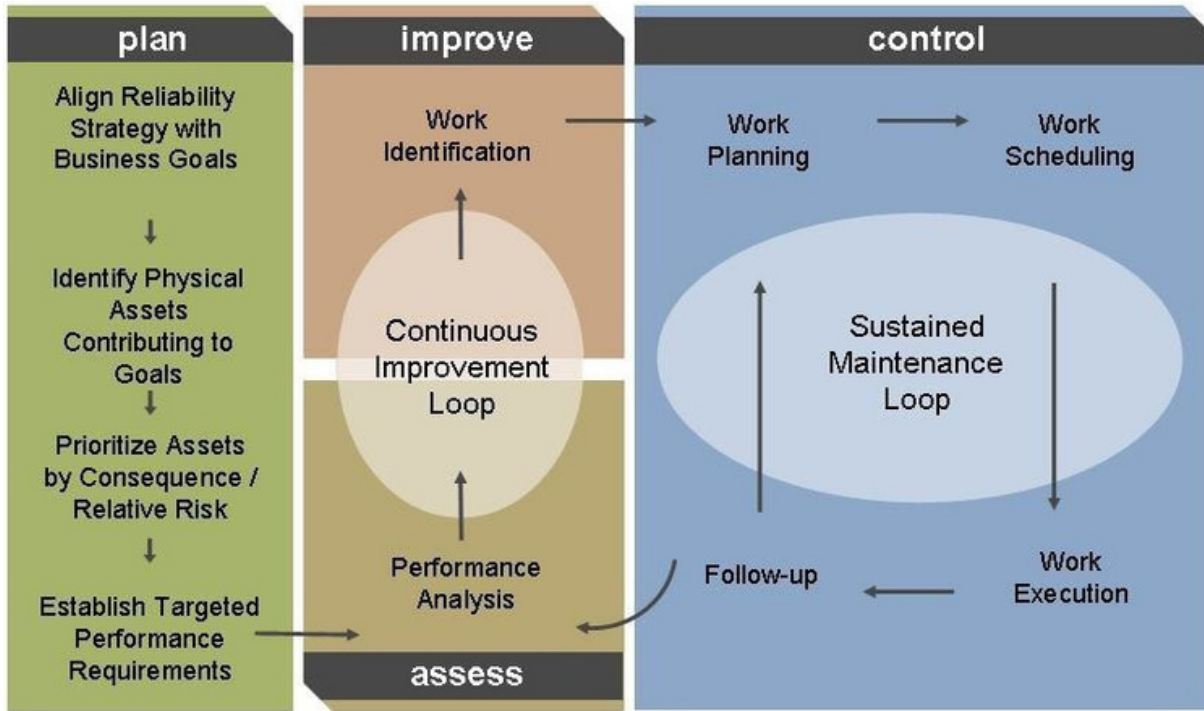 plan
Align Reliability
Strategy with
Business Goals
Identify Physical
Assets
Contributing to
Goals
Prioritize Assets
by Consequence /
Relative Risk
Establish Targeted
Performance
Requirements
improve
Work
Identification
Continuous
Improvement
Loop
Performance
Analysis
assess
control
Work
Planning
Work
Scheduling
Sustained
Maintenance
Loop
Follow-up
Work
Execution